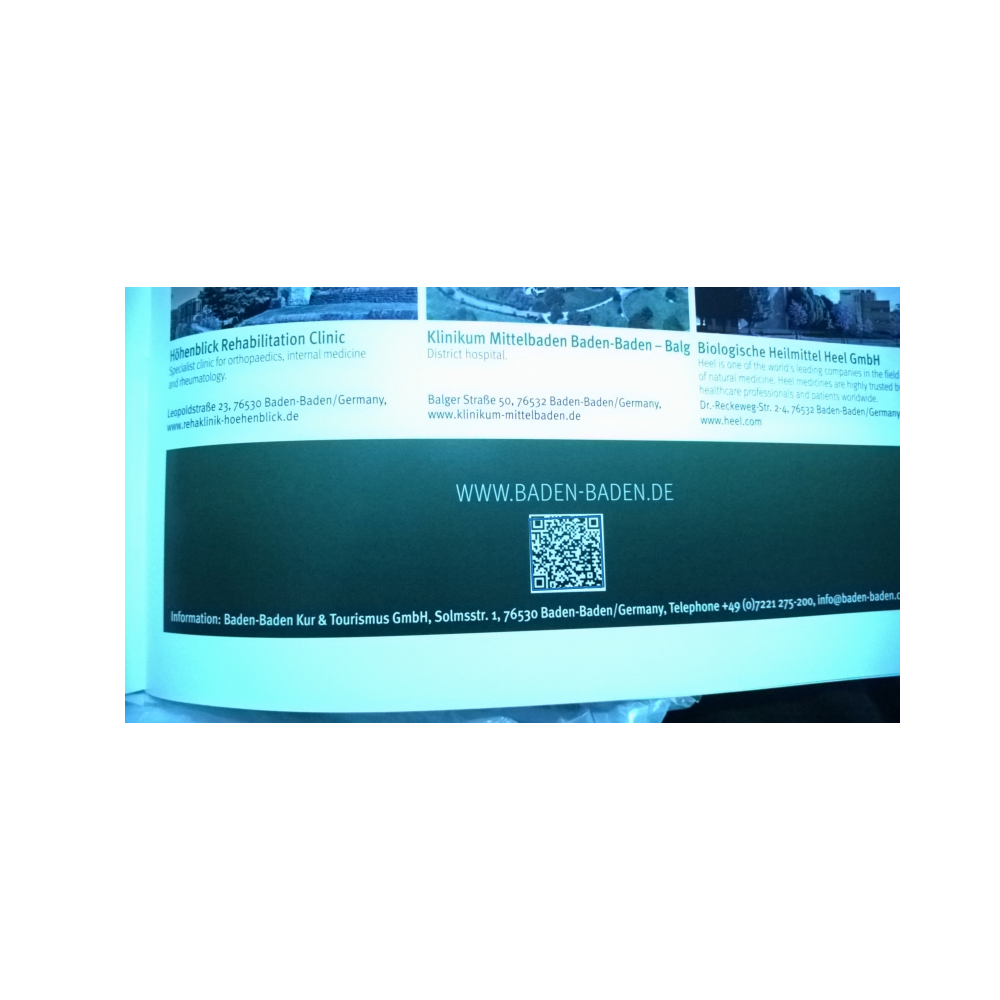 Höhenblick Rehabilitation Clinic
Specialist clinic for orthopaedics, internal medicine
and rheumatology.
Leopoldstraße 23, 76530 Baden-Baden/Germany,
www.rehaklinik-hoehenblick.de
Klinikum Mittelbaden Baden-Baden – Balg
District hospital.
Balger Straße 50, 76532 Baden-Baden/Germany,
www.klinikum-mittelbaden.de
Biologische Heilmittel Heel GmbH
Heel is one of the world's leading companies in the field
of natural medicine. Heel medicines are highly trusted b
healthcare professionals and patients worldwide.
Dr.-Reckeweg-Str. 2-4, 76532 Baden-Baden/Germany
www.heel.com
WWW.BADEN-BADEN.DE
Information: Baden-Baden Kur & Tourismus GmbH, Solmsstr. 1, 76530 Baden-Baden/Germany, Telephone +49 (0)7221 275-200, info@baden-baden.